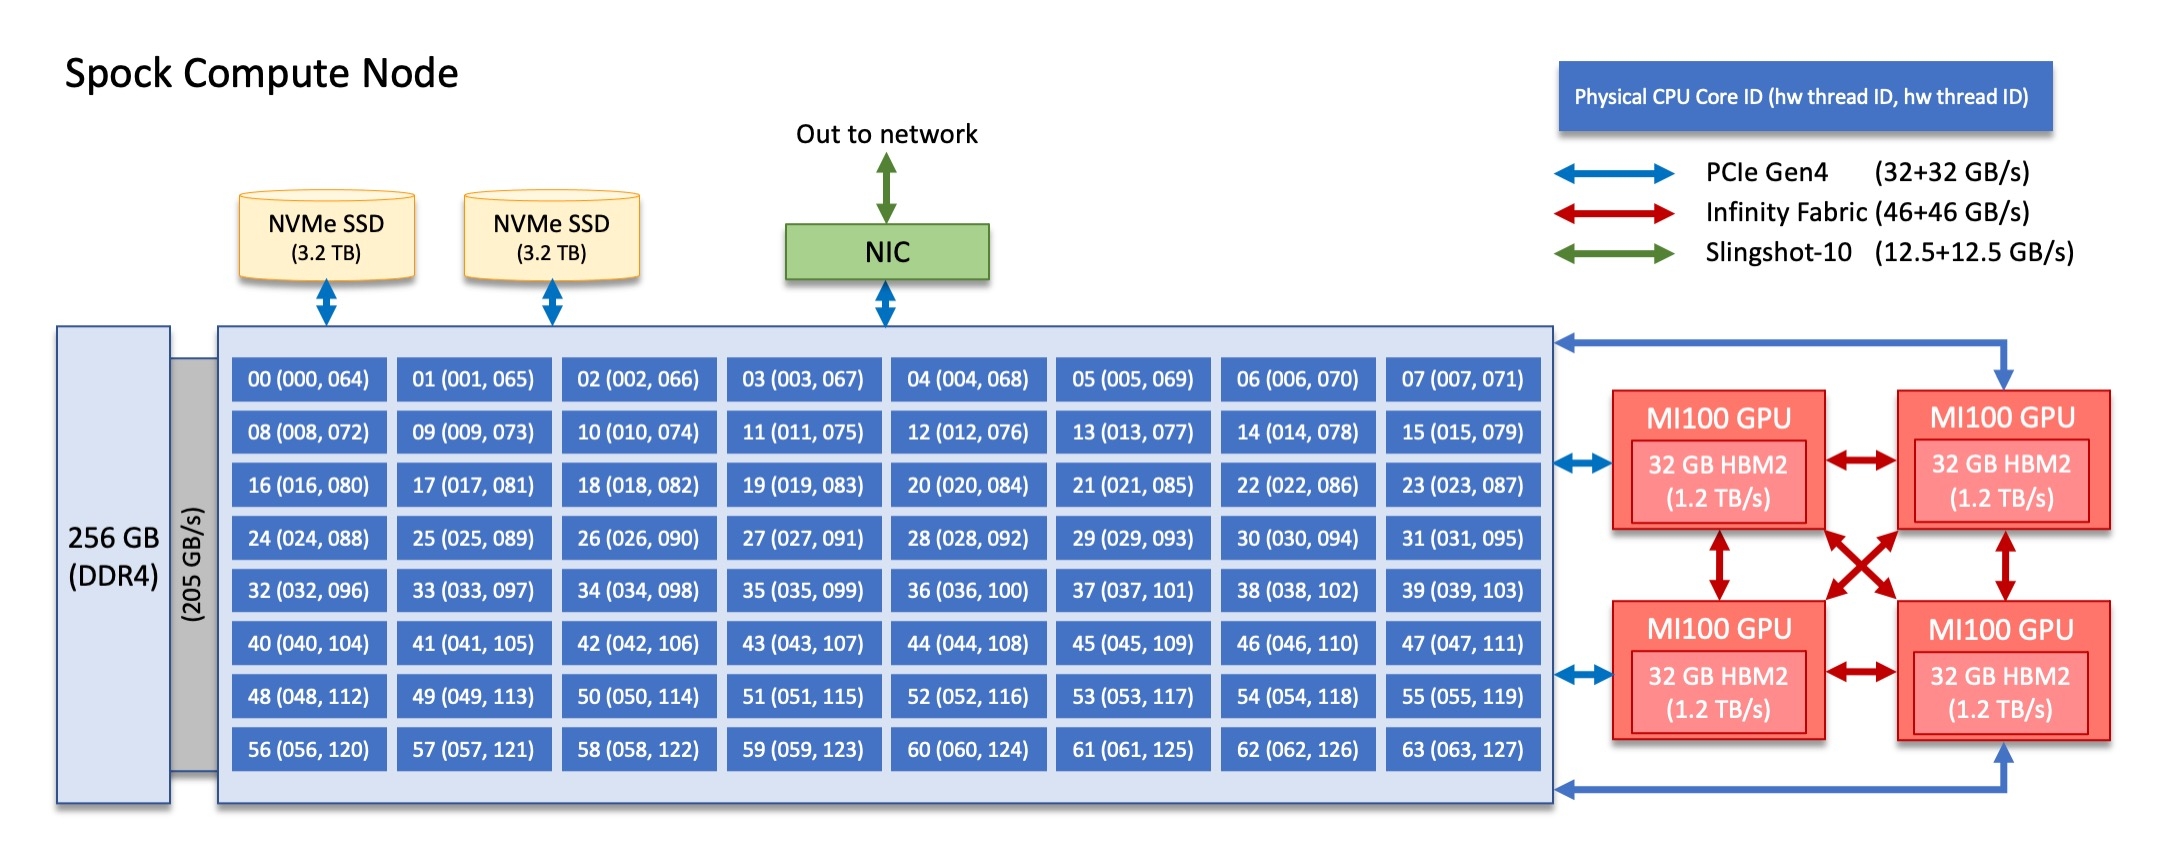 Spock Compute Node
Physical CPU Core ID (hw thread ID, hw thread ID)
Out to network
PCIe Gen4 (32+32 GB/s)
Infinity Fabric (46+46 GB/s)
Slingshot-10 (12.5+12.5 GB/s)
NVMe SSD
(3.2 TB)
NVMe SSD
(3.2 TB)
NIC
256 GB
(DDR4)
(205 GB/s)
00 (000, 064) 01 (001, 065) 02 (002, 066) 03 (003, 067) 04 (004, 068) 05 (005, 069) 06 (006, 070) 07 (007, 071)
08 (008, 072) 09 (009, 073) 10 (010, 074) 11 (011, 075) 12 (012, 076) 13 (013, 077) 14 (014, 078) 15 (015, 079)
16 (016, 080) 17 (017, 081) 18 (018, 082) 19 (019, 083) 20 (020, 084) 21 (021, 085) 22 (022, 086) 23 (023, 087)
24 (024, 088) 25 (025, 089) 26 (026, 090) 27 (027, 091) 28 (028, 092) 29 (029, 093) 30 (030, 094) 31 (031, 095)
32 (032, 096) 33 (033, 097) 34 (034, 098) 35 (035, 099) 36 (036, 100) 37 (037, 101) 38 (038, 102) 39 (039, 103)
40 (040, 104) 41 (041, 105) 42 (042, 106) 43 (043, 107) 44 (044, 108) 45 (045, 109) 46 (046, 110) 47 (047, 111)
48 (048, 112) 49 (049, 113) 50 (050, 114) 51 (051, 115) 52 (052, 116) 53 (053, 117) 54 (054, 118) 55 (055, 119)
56 (056, 120) 57 (057, 121) 58 (058, 122) 59 (059, 123) 60 (060, 124) 61 (061, 125) 62 (062, 126) 63 (063, 127)
MI100 GPU
32 GB HBM2
(1.2 TB/s)
MI100 GPU
32 GB HBM2
(1.2 TB/s)
MI100 GPU
32 GB HBM2
(1.2 TB/s)
MI100 GPU
32 GB HBM2
(1.2 TB/s)